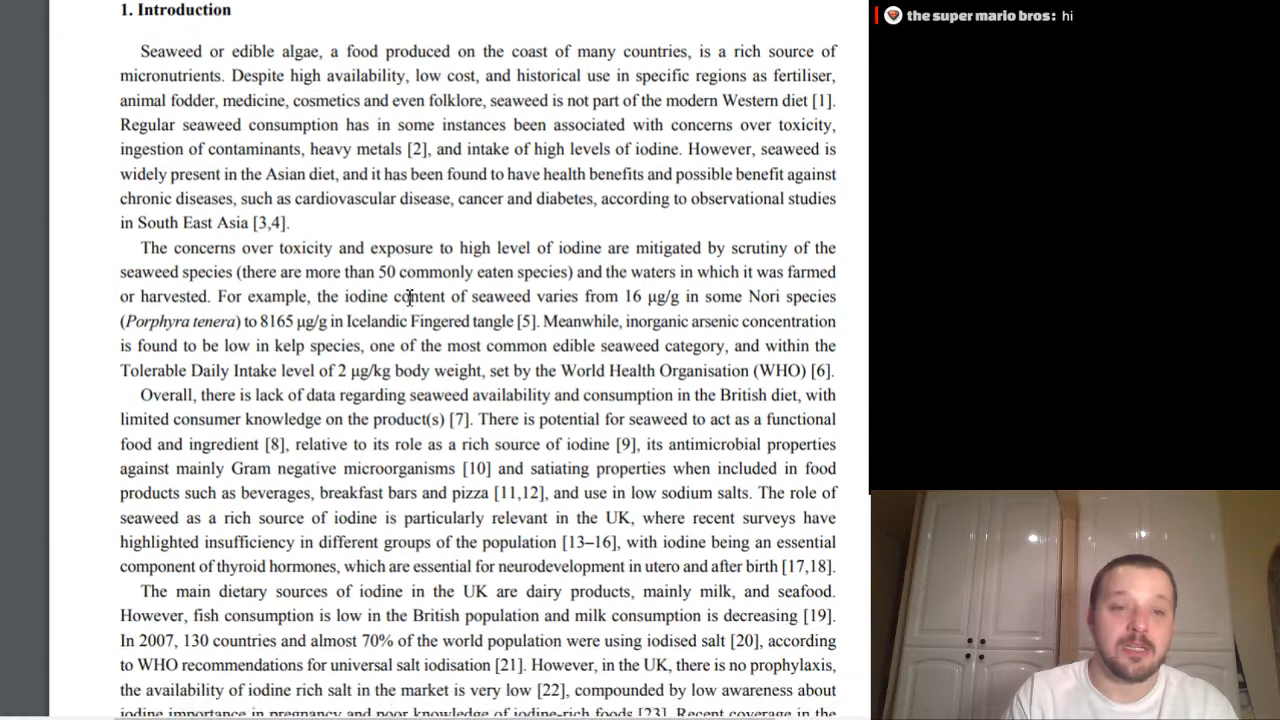 1. Introduction
Seaweed or edible algae, a food produced on the coast of many countries, is a rich source of
micronutrients. Despite high availability, low cost, and historical use in specific regions as fertiliser,
animal fodder, medicine, cosmetics and even folklore, seaweed is not part of the modern Western diet [1].
Regular seaweed consumption has in some instances been associated with concerns over toxicity,
ingestion of contaminants, heavy metals [2], and intake of high levels of iodine. However, seaweed is
widely present in the Asian diet, and it has been found to have health benefits and possible benefit against
chronic diseases, such as cardiovascular disease, cancer and diabetes, according to observational studies
in South East Asia [3,4].
The concerns over toxicity and exposure to high level of iodine are mitigated by scrutiny of the
seaweed species (there are more than 50 commonly eaten species) and the waters in which it was farmed
or harvested. For example, the iodine content of seaweed varies from 16 µg/g in some Nori species
(Porphyra tenera) to 8165 µg/g in Icelandic Fingered tangle [5]. Meanwhile, inorganic arsenic concentration
is found to be low in kelp species, one of the most common edible seaweed category, and within the
Tolerable Daily Intake level of 2 µg/kg body weight, set by the World Health Organisation (WHO) [6].
Overall, there is lack of data regarding seaweed availability and consumption in the British diet, with
limited consumer knowledge on the product(s) [7]. There is potential for seaweed to act as a functional
food and ingredient [8], relative to its role as a rich source of iodine [9], its antimicrobial properties
against mainly Gram negative microorganisms [10] and satiating properties when included in food
products such as beverages, breakfast bars and pizza [11,12], and use in low sodium salts. The role of
seaweed as a rich source of iodine is particularly relevant in the UK, where recent surveys have
highlighted insufficiency in different groups of the population [13–16], with iodine being an essential
component of thyroid hormones, which are essential for neurodevelopment in utero and after birth [17,18].
The main dietary sources of iodine in the UK are dairy products, mainly milk, and seafood.
However, fish consumption is low in the British population and milk consumption is decreasing [19].
In 2007, 130 countries and almost 70% of the world population were using iodised salt [20], according
to WHO recommendations for universal salt iodisation [21]. However, in the UK, there is no prophylaxis,
the availability of iodine rich salt in the market is very low [22], compounded by low awareness about
iodine importance in pregnancy and poor knowledge of iodine-rich foods [23]. Recent coverage in the
the super mario bros: hi